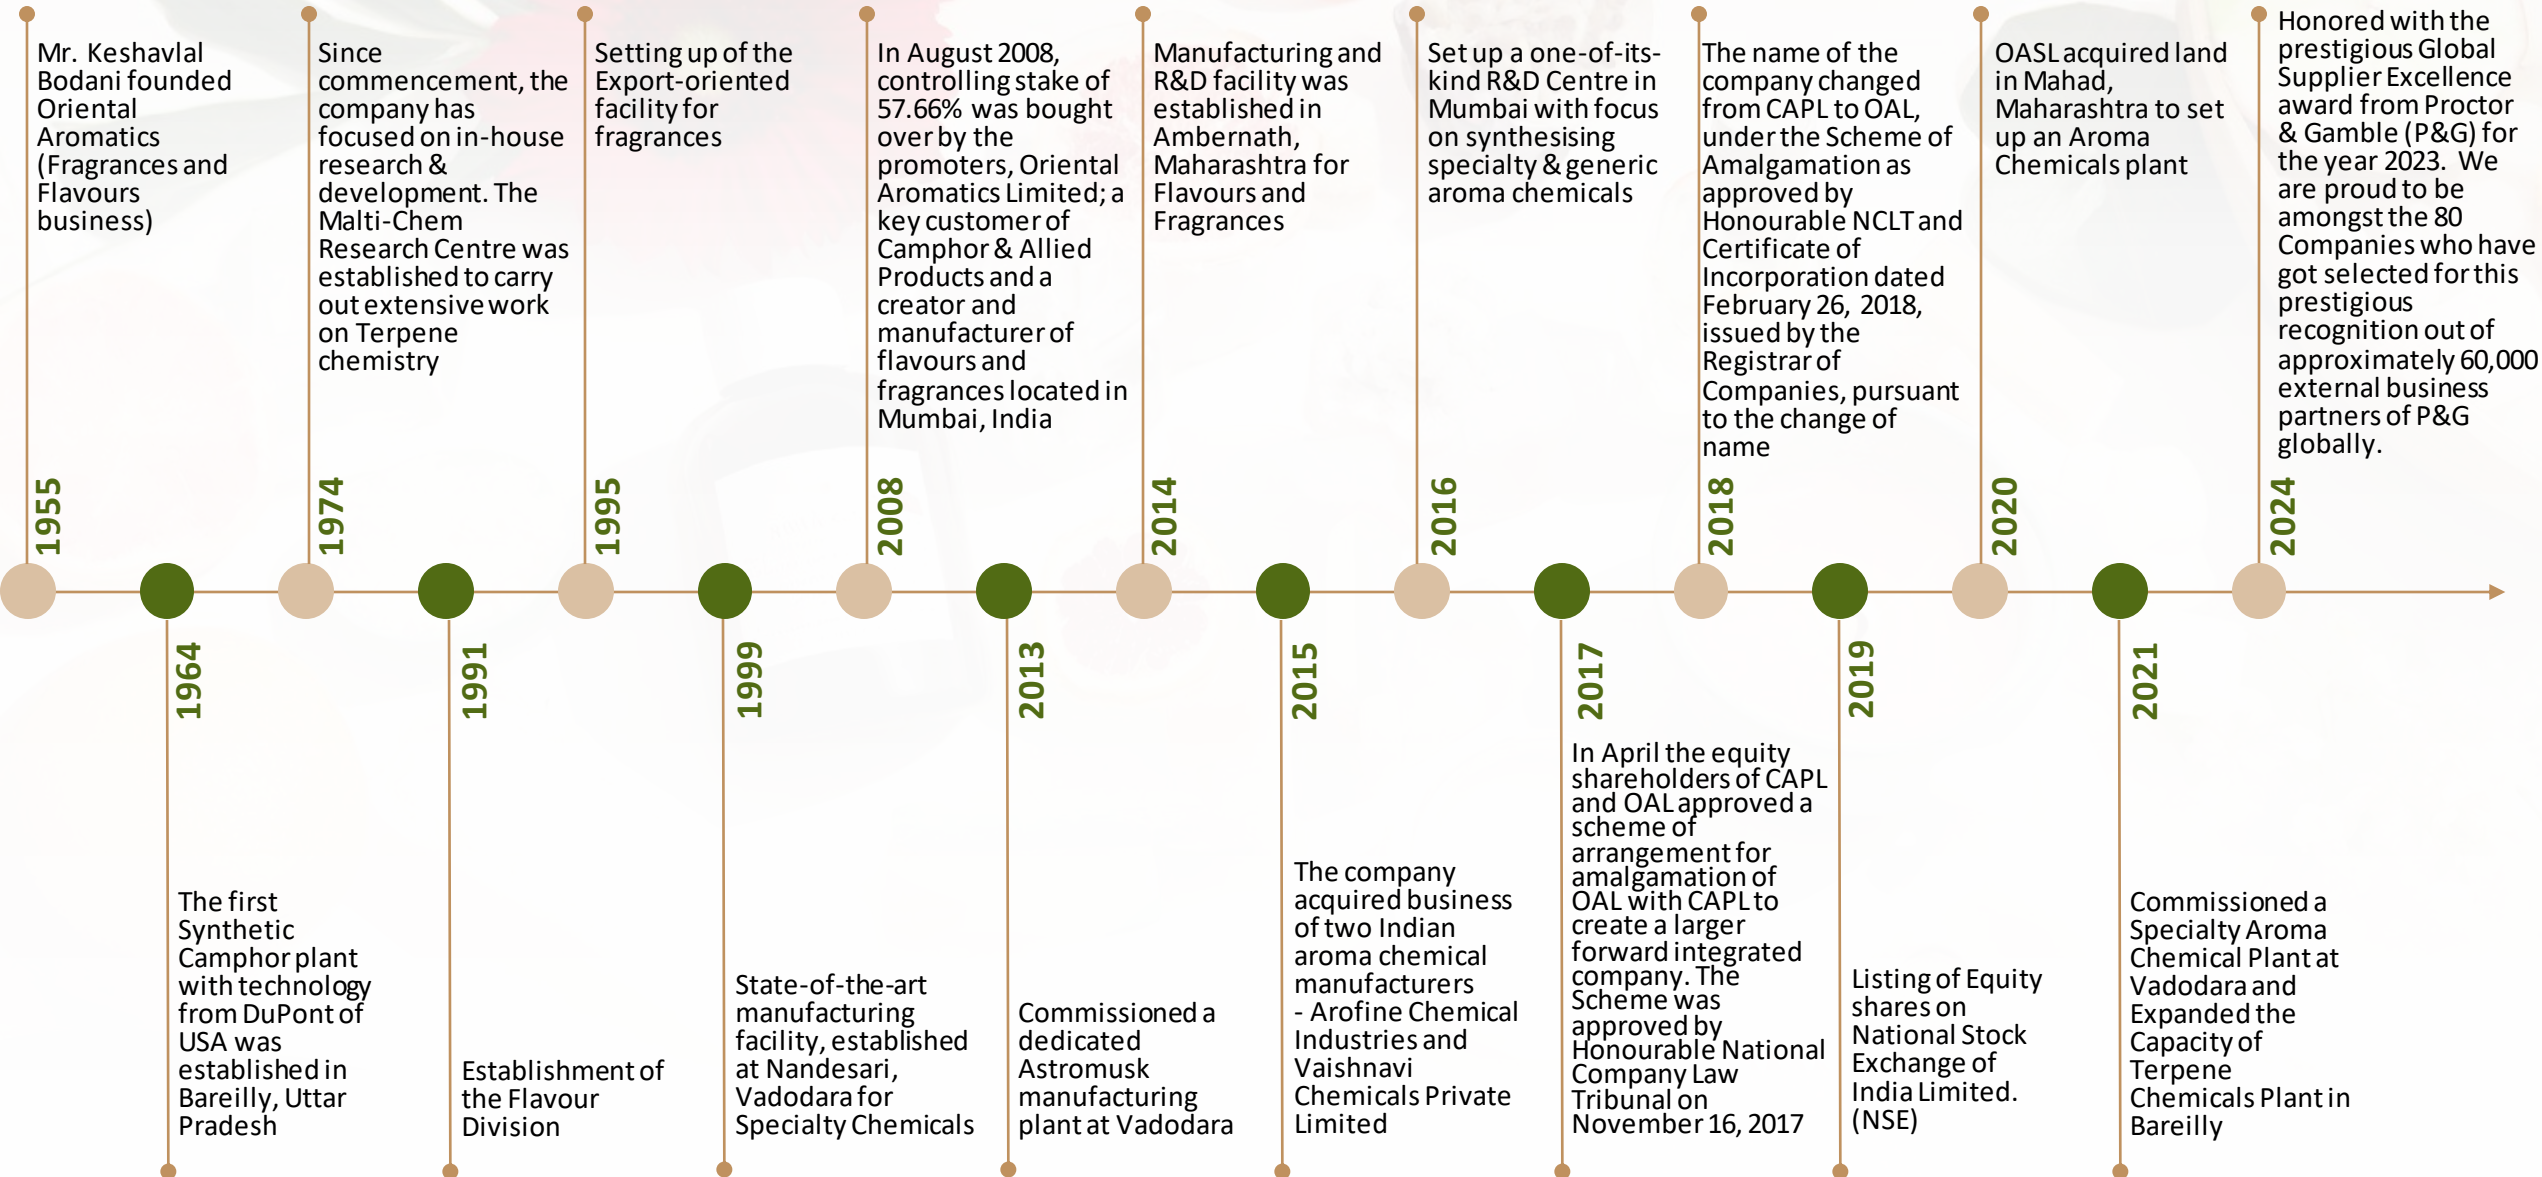 Mr. Keshavlal
Bodani founded
Oriental
Aromatics
(Fragrances and
Flavours
business)
1955
The first
Synthetic
Camphor plant
with technology
from DuPont of
USA was
established in
Bareilly, Uttar
Pradesh
1964
Since
commencement, the
company has
focused on in-house
research &
development. The
Malti-Chem
Research Centre was
established to carry
out extensive work
on Terpene
chemistry
1974
Establishment of
the Flavour
Division
1991
Setting up of the
Export-oriented
facility for
fragrances
1995
State-of-the-art
manufacturing
facility, established
at Nandesari,
Vadodara for
Specialty Chemicals
1999
In August 2008,
controlling stake of
57.66% was bought
over by the
promoters, Oriental
Aromatics Limited; a
key customer of
Camphor & Allied
Products and a
creator and
manufacturer of
flavours and
fragrances located in
Mumbai, India
2008
Commissioned a
dedicated
Astromusk
manufacturing
plant at Vadodara
2013
Manufacturing and
R&D facility was
established in
Ambernath,
Maharashtra for
Flavours and
Fragrances
2014
The company
acquired business
of two Indian
aroma chemical
manufacturers
- Arofine Chemical
Industries and
Vaishnavi
Chemicals Private
Limited
2015
Set up a one-of-its-
kind R&D Centre in
Mumbai with focus
on synthesising
specialty & generic
aroma chemicals
2016
In April the equity
shareholders of CAPL
and OAL approved a
scheme of
arrangement for
amalgamation of
OAL with CAPL to
create a larger
forward integrated
company. The
Scheme was
approved by
Honourable National
Company Law
Tribunal on
November 16, 2017
2017
The name of the
company changed
from CAPL to OAL,
under the Scheme of
Amalgamation as
approved by
Honourable NCLT and
Certificate of
Incorporation dated
February 26, 2018,
issued by the
Registrar of
Companies, pursuant
to the change of
name
2018
Listing of Equity
shares on
National Stock
Exchange of
India Limited.
(NSE)
2019
OASL acquired land
in Mahad,
Maharashtra to set
up an Aroma
Chemicals plant
2020
Commissioned a
Specialty Aroma
Chemical Plant at
Vadodara and
Expanded the
Capacity of
Terpene
Chemicals Plant in
Bareilly
2021
Honored with the
prestigious Global
Supplier Excellence
award from Proctor
& Gamble (P&G) for
the year 2023. We
are proud to be
amongst the 80
Companies who have
got selected for this
prestigious
recognition out of
approximately 60,000
external business
partners of P&G
globally.
2024